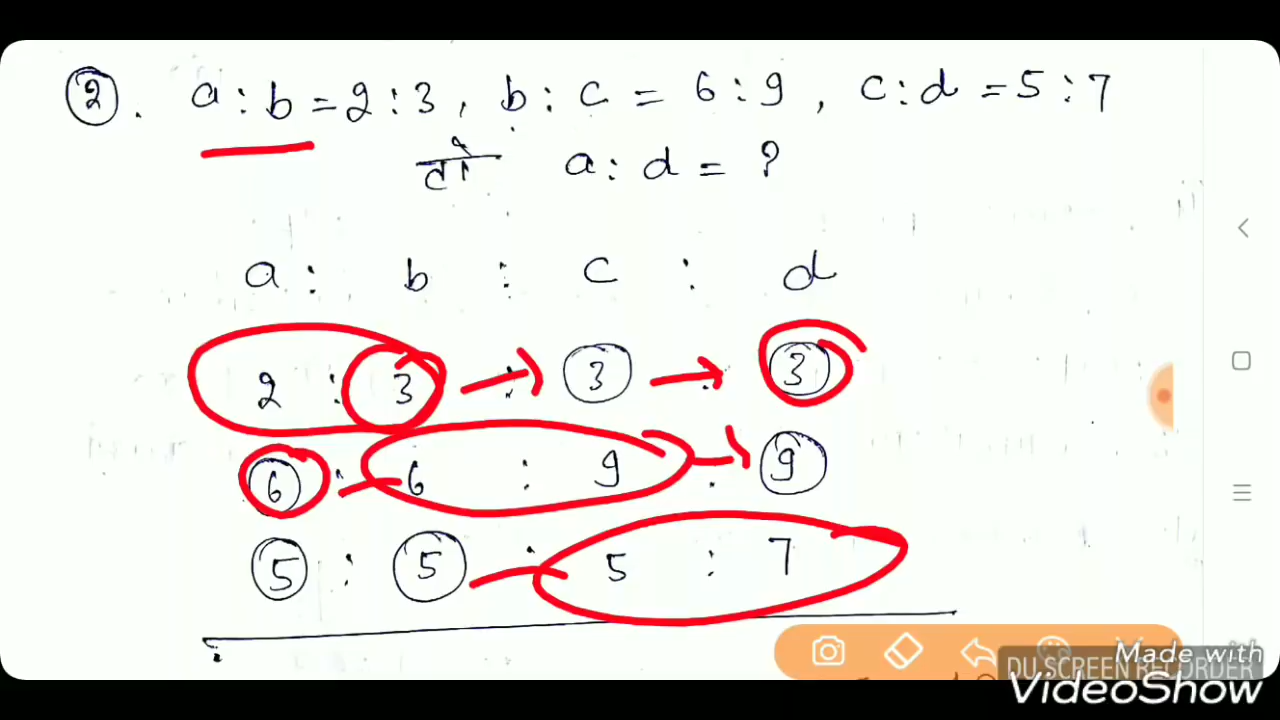 2. a : b = 2 : 3, b : c = 6 : 9, c : d = 5 : 7
तो a : d = ?
a : b : c : d
2 : 3 : 3 : 3
6 : 6 : 9 : 9
5 : 5 : 5 : 7
Made with
DU SCREEN RECORDER
VideoShow